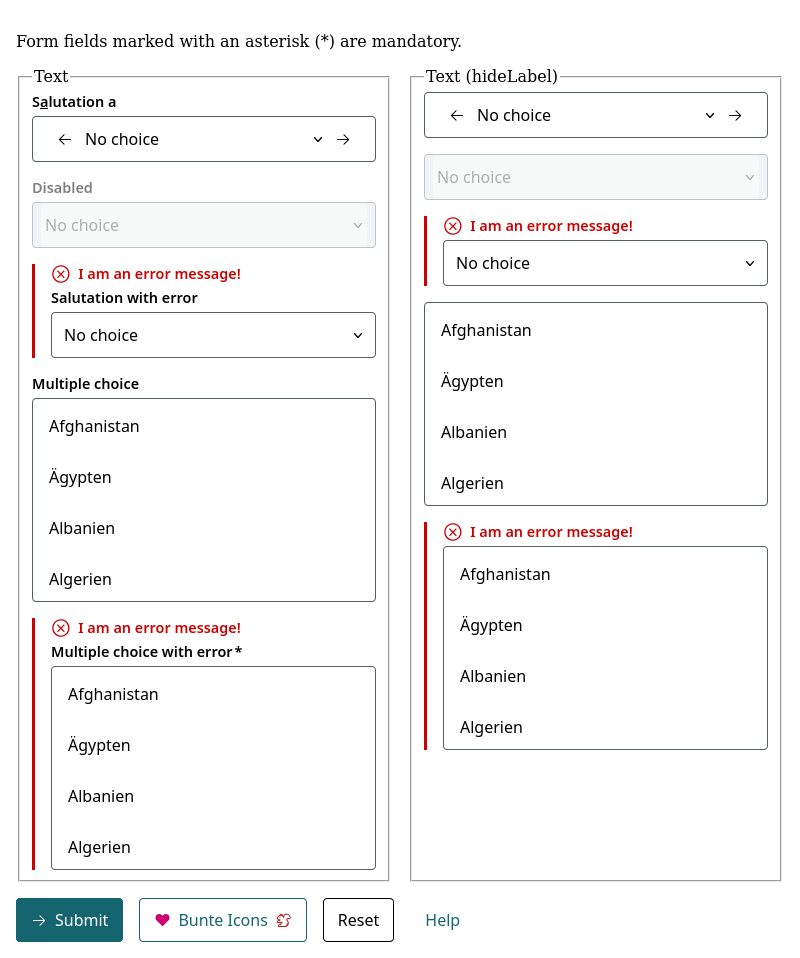 Form fields marked with an asterisk (*) are mandatory.
Text
Salutation a
No choice
Disabled
No choice
I am an error message!
Salutation with error
No choice
Multiple choice
Afghanistan
Ägypten
Albanien
Algerien
I am an error message!
Multiple choice with error*
Afghanistan
Ägypten
Albanien
Algerien
Text (hideLabel)
No choice
No choice
I am an error message!
No choice
Afghanistan
Ägypten
Albanien
Algerien
I am an error message!
Afghanistan
Ägypten
Albanien
Algerien
Submit
Bunte Icons
Reset
Help